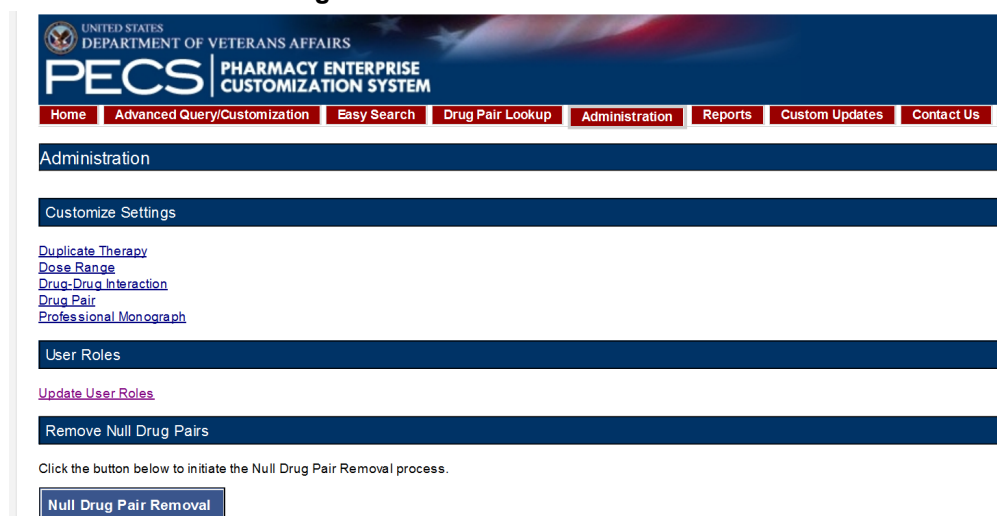 UNITED STATES
DEPARTMENT OF VETERANS AFFAIRS
PECS PHARMACY ENTERPRISE
CUSTOMIZATION SYSTEM
Home Advanced Query/Customization Easy Search Drug Pair Lookup Administration Reports Custom Updates Contact Us
Administration
Customize Settings
Duplicate Therapy
Dose Range
Drug-Drug Interaction
Drug Pair
Professional Monograph
User Roles
Update User Roles
Remove Null Drug Pairs
Click the button below to initiate the Null Drug Pair Removal process.
Null Drug Pair Removal